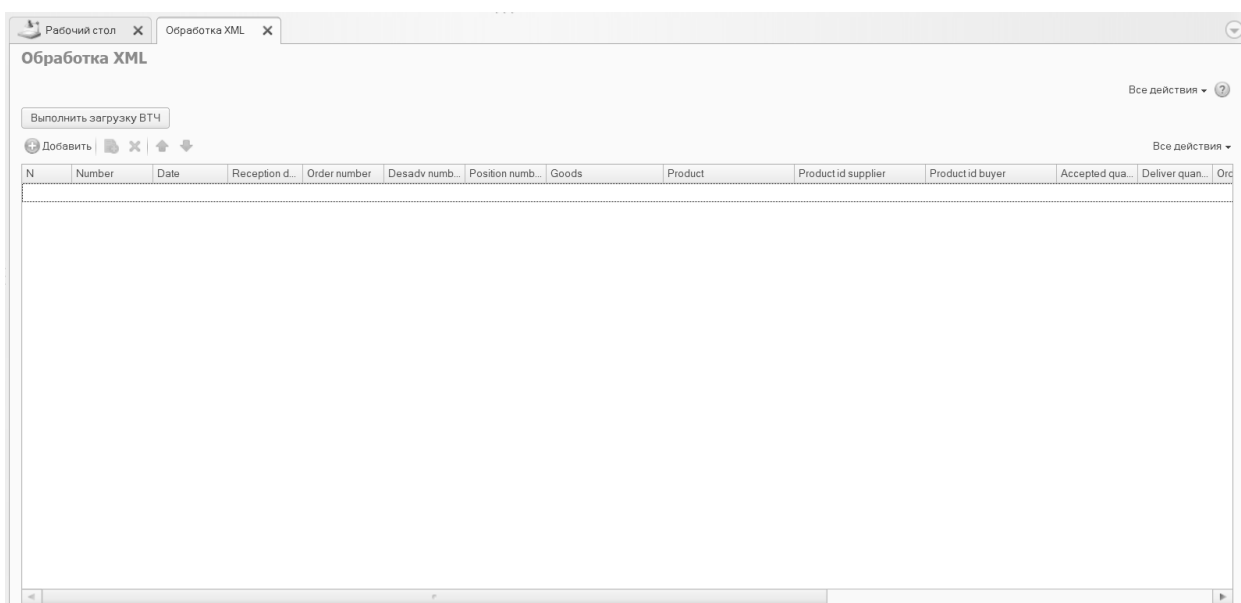 Рабочий стол Обработка XML
Обработка XML
Все действия
Выполнить загрузку ВТЧ
Добавить Все действия
N Number Date Reception d... Order number Desadv numb... Position numb... Goods Product Product id supplier Product id buyer Accepted qua... Deliver quan... Ord